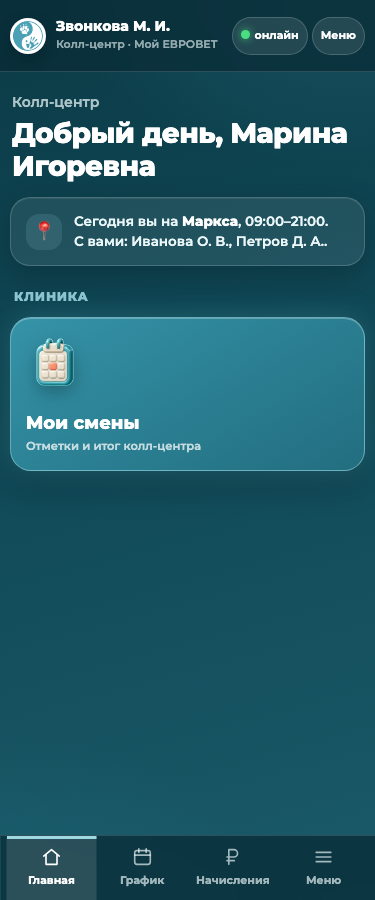 Звонкова М. И.
Колл-центр · Мой ЕВРОВЕТ
онлайн
Меню
Колл-центр
Добрый день, Марина
Игоревна
Сегодня вы на Маркса, 09:00–21:00.
С вами: Иванова О. В., Петров Д. А..
КЛИНИКА
Мои смены
Отметки и итог колл-центра
Главная
График
Начисления
Меню